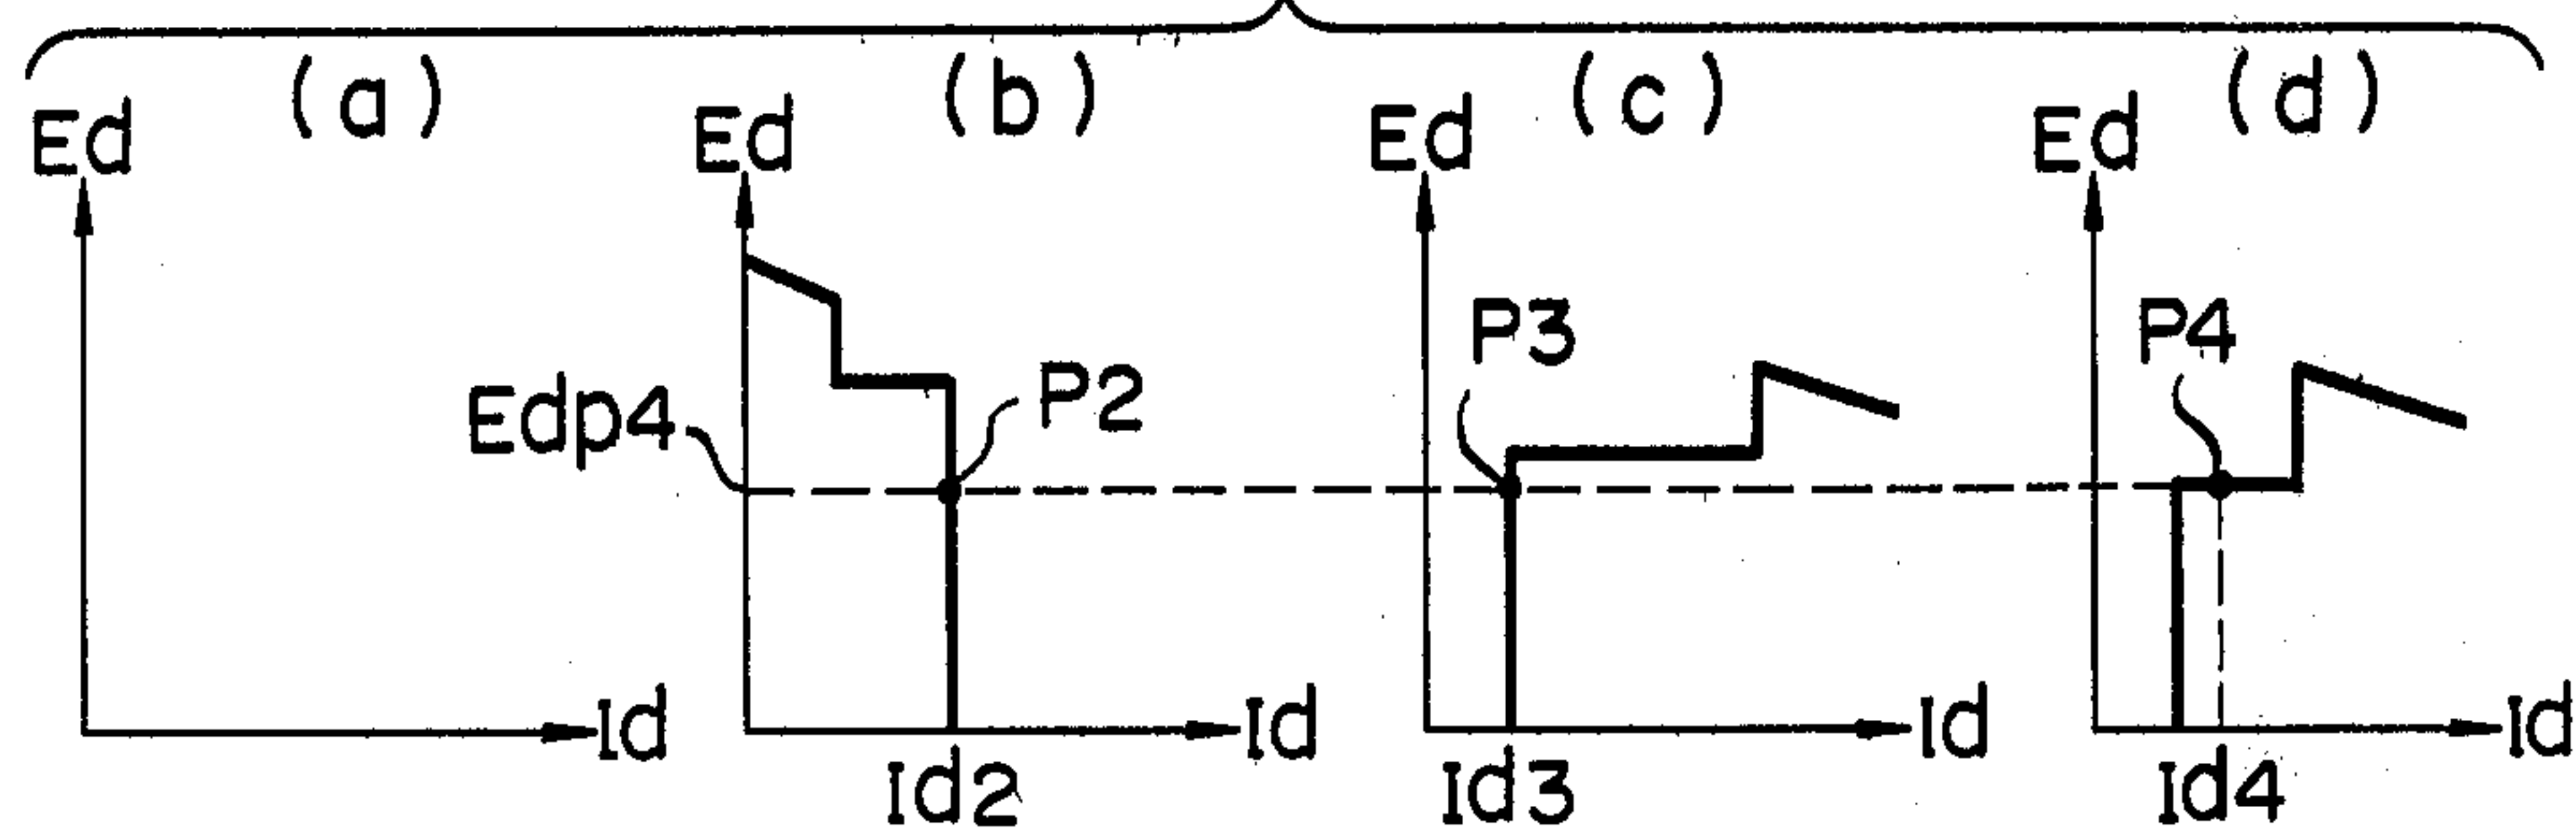 (a) (b) (c) (d)
Ed Ed Ed Ed
P3 P4
Edp4 P2
Id Id Id Id
Id2 Id3 Id4